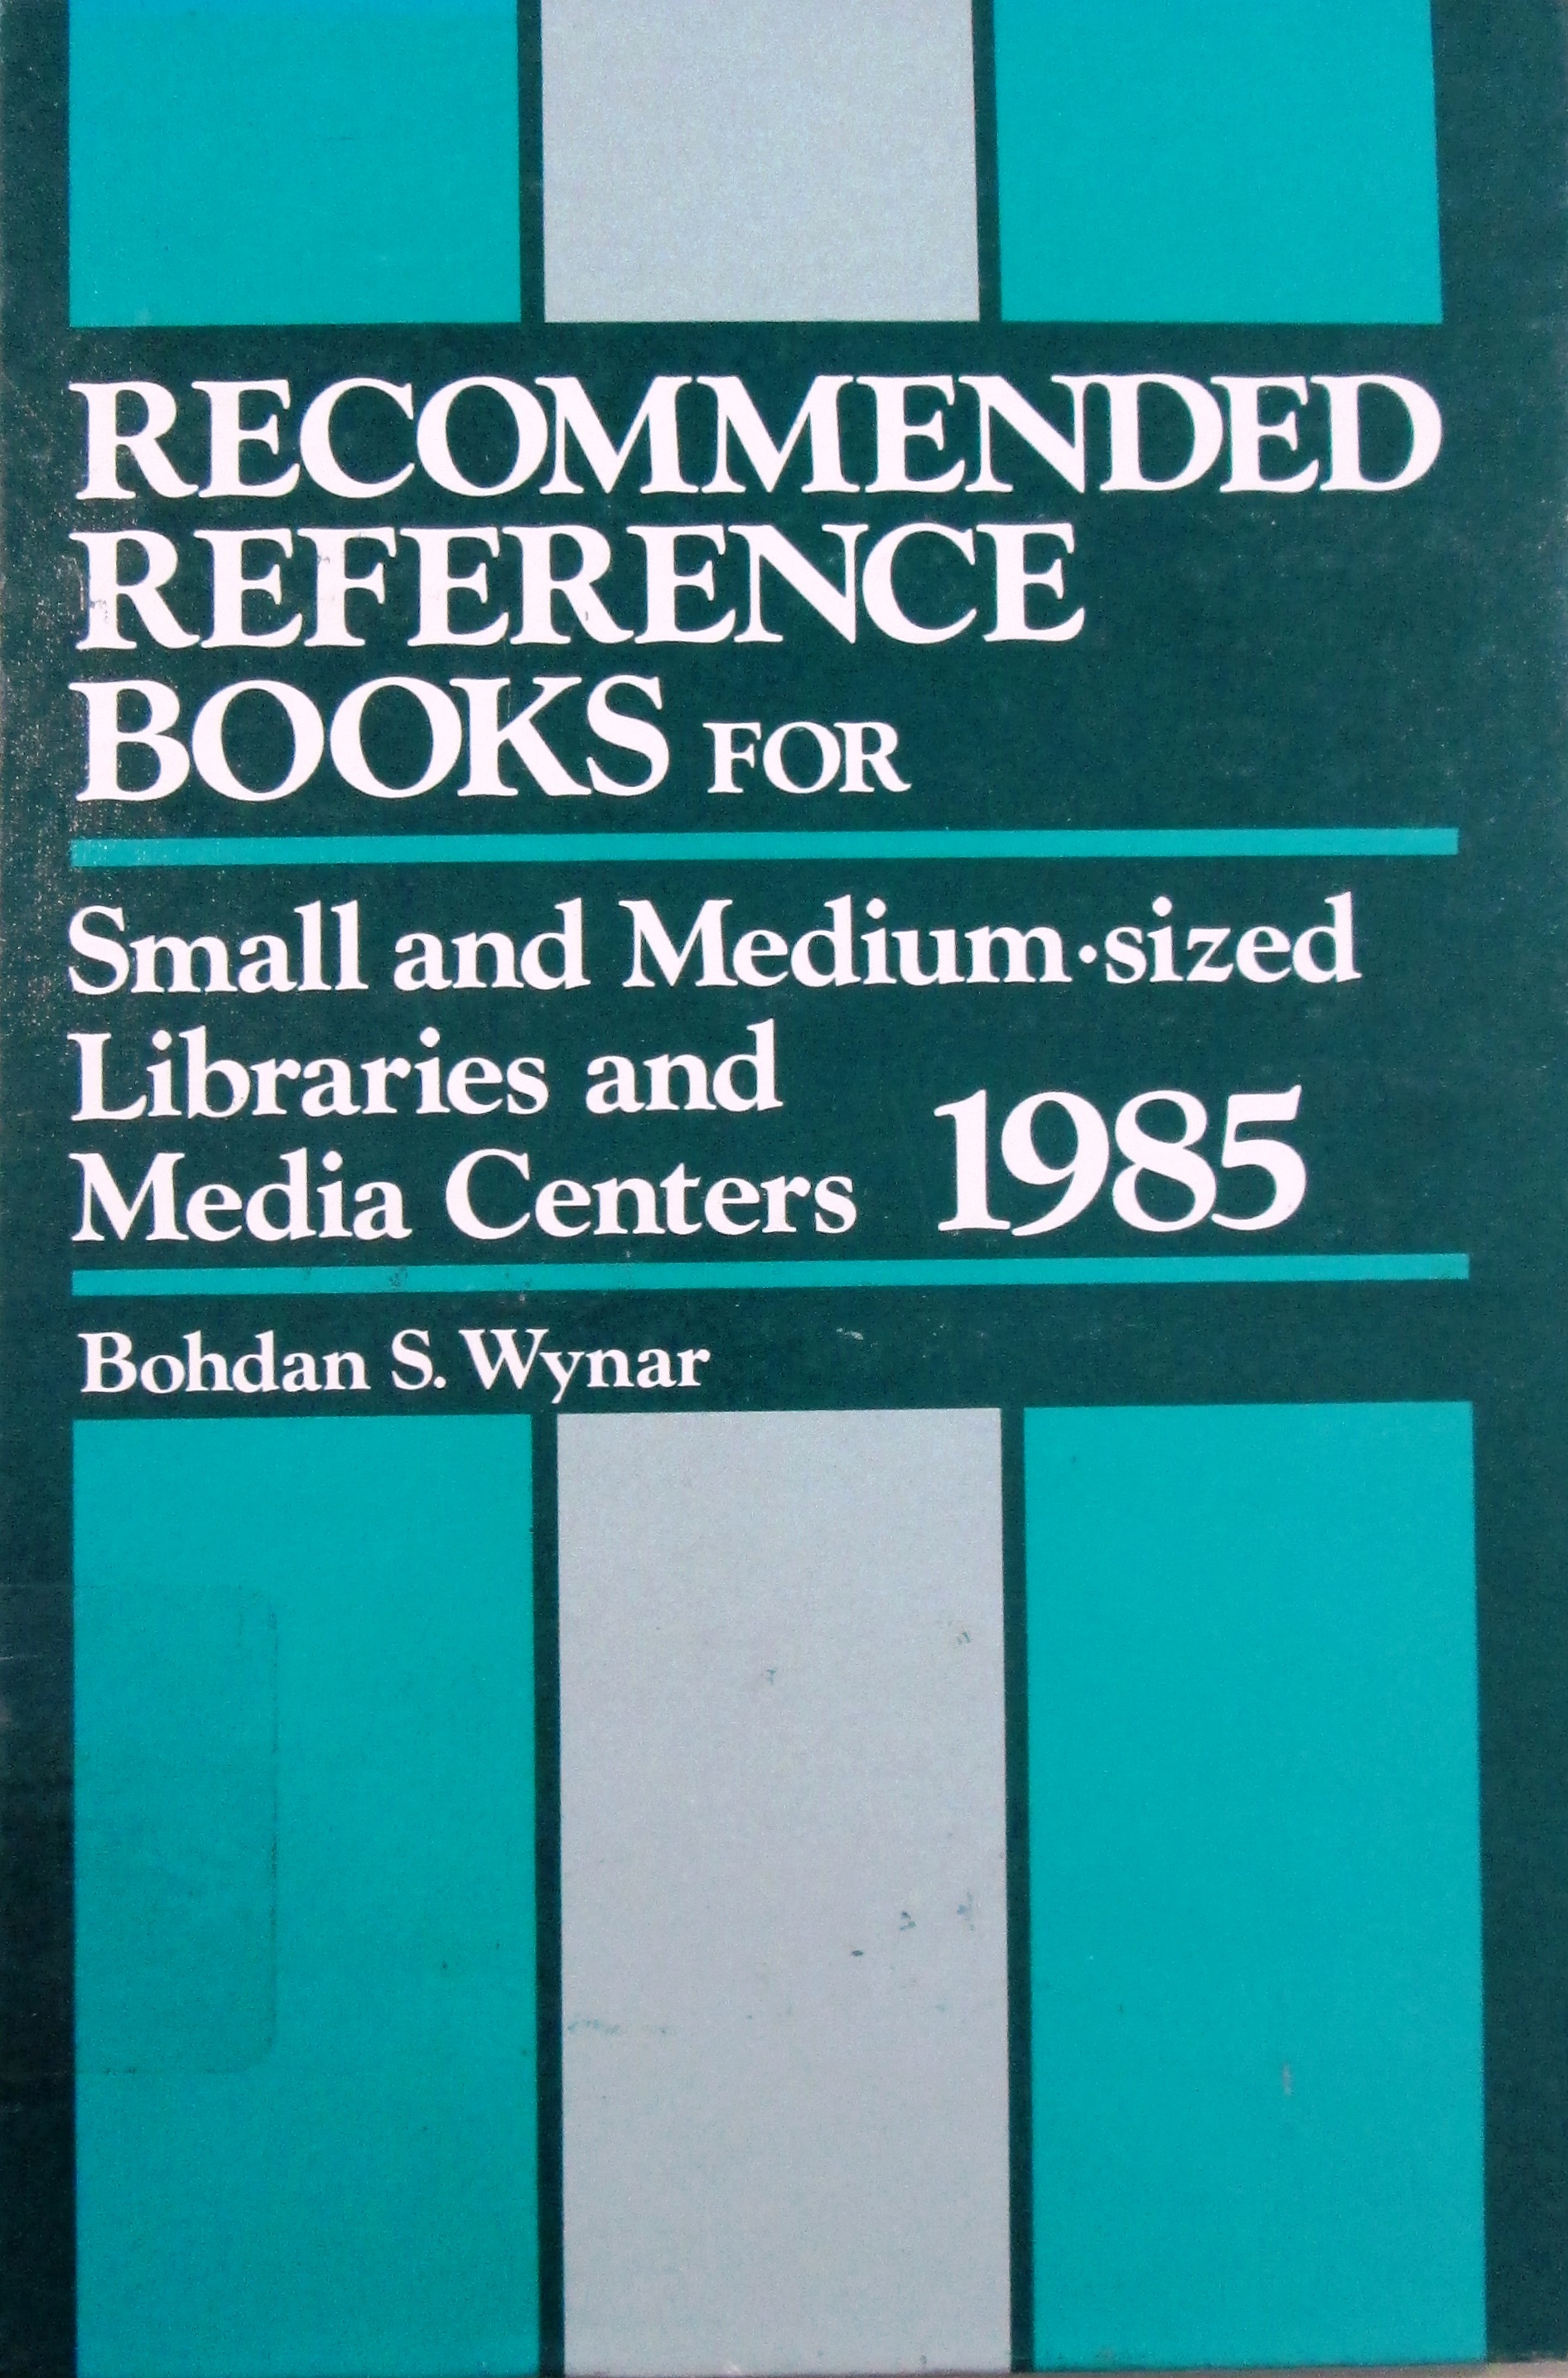 RECOMMENDED
REFERENCE
BOOKS FOR
Small and Medium-sized
Libraries and
Media Centers 1985
Bohdan S. Wynar